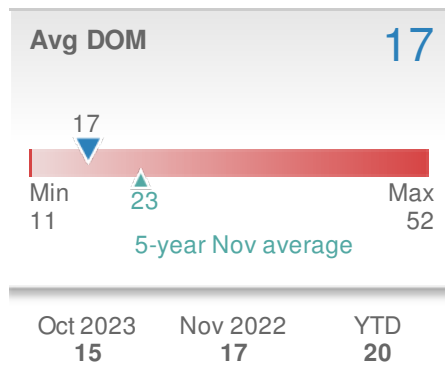 Avg DOM 17
17
Min Max
11 23 52
5-year Nov average
Oct 2023 Nov 2022 YTD
15 17 20